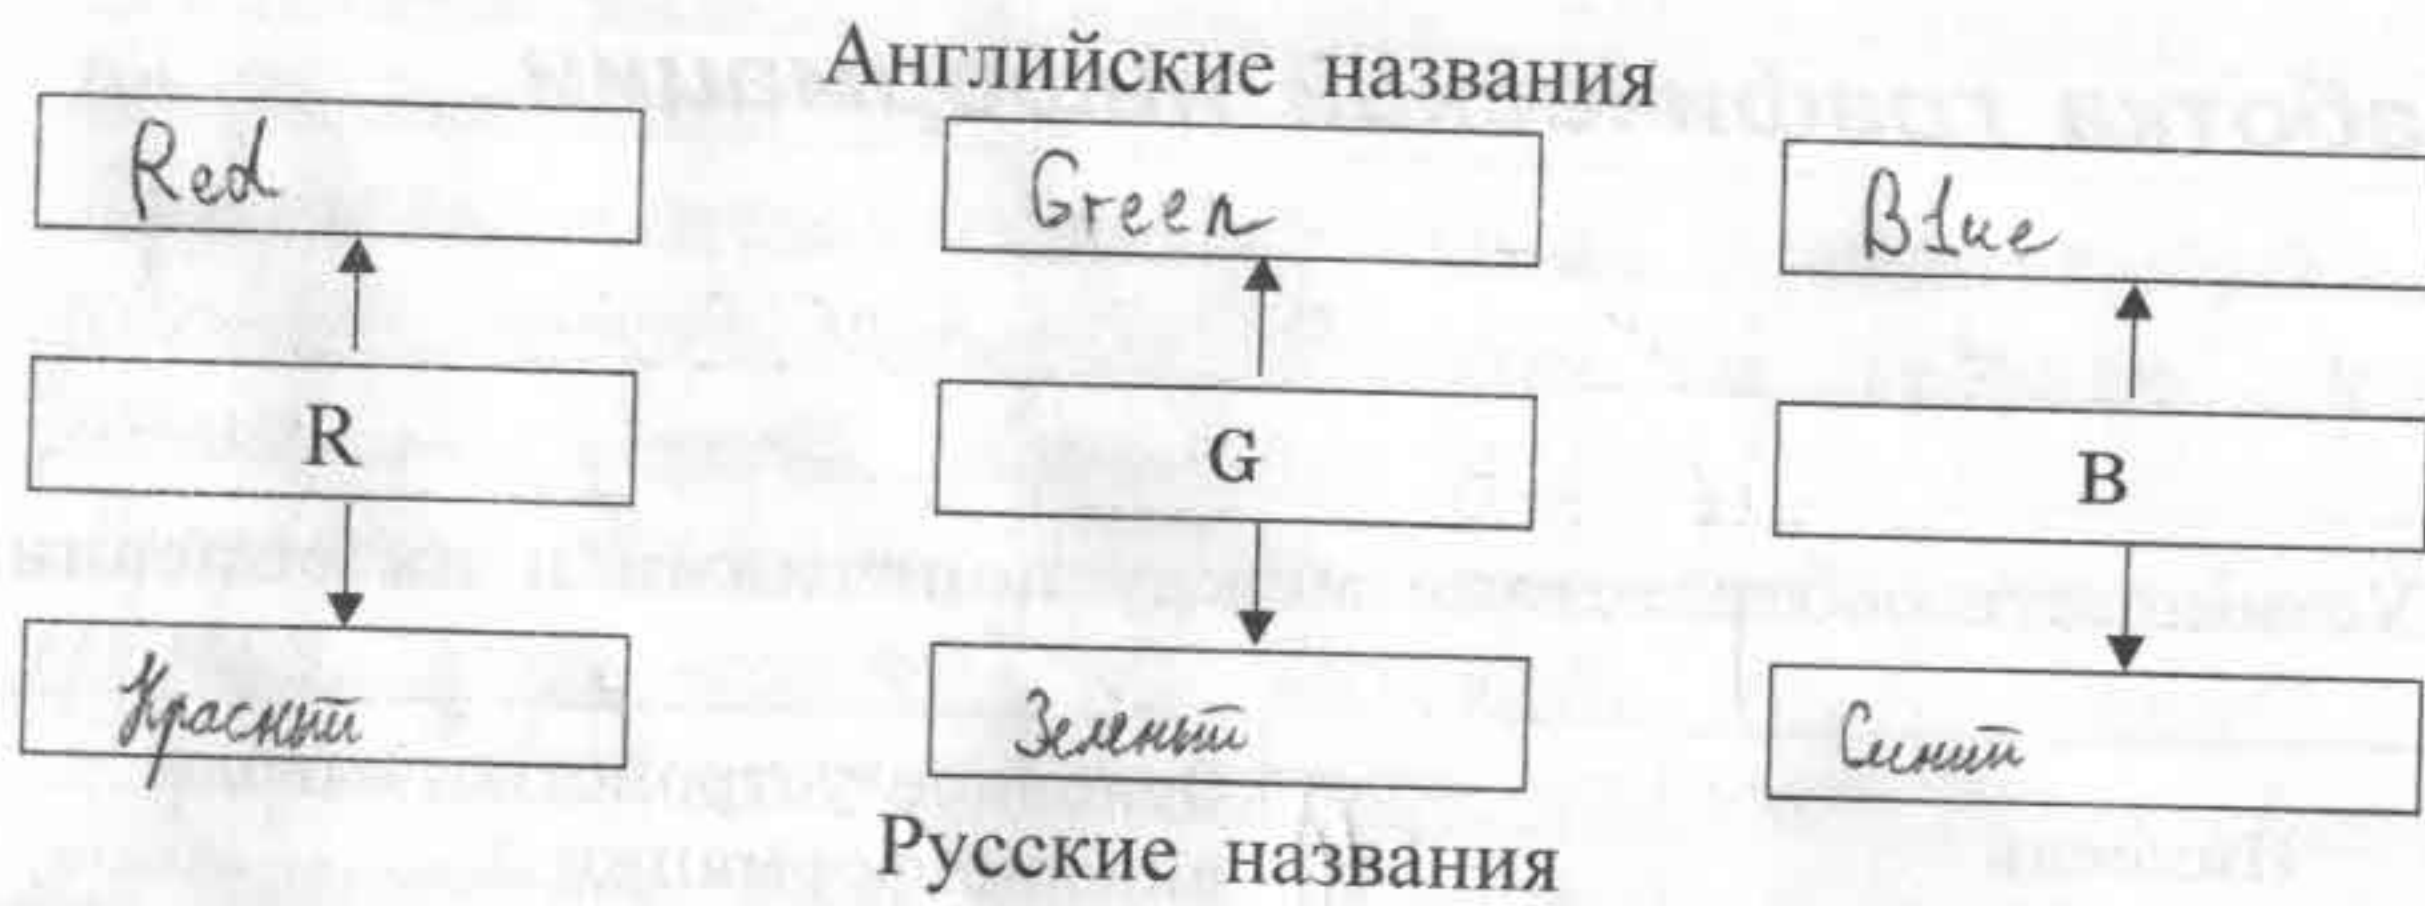 Английские названия
Red Green Blue
R G B
Красный Зеленый Синий
Русские названия